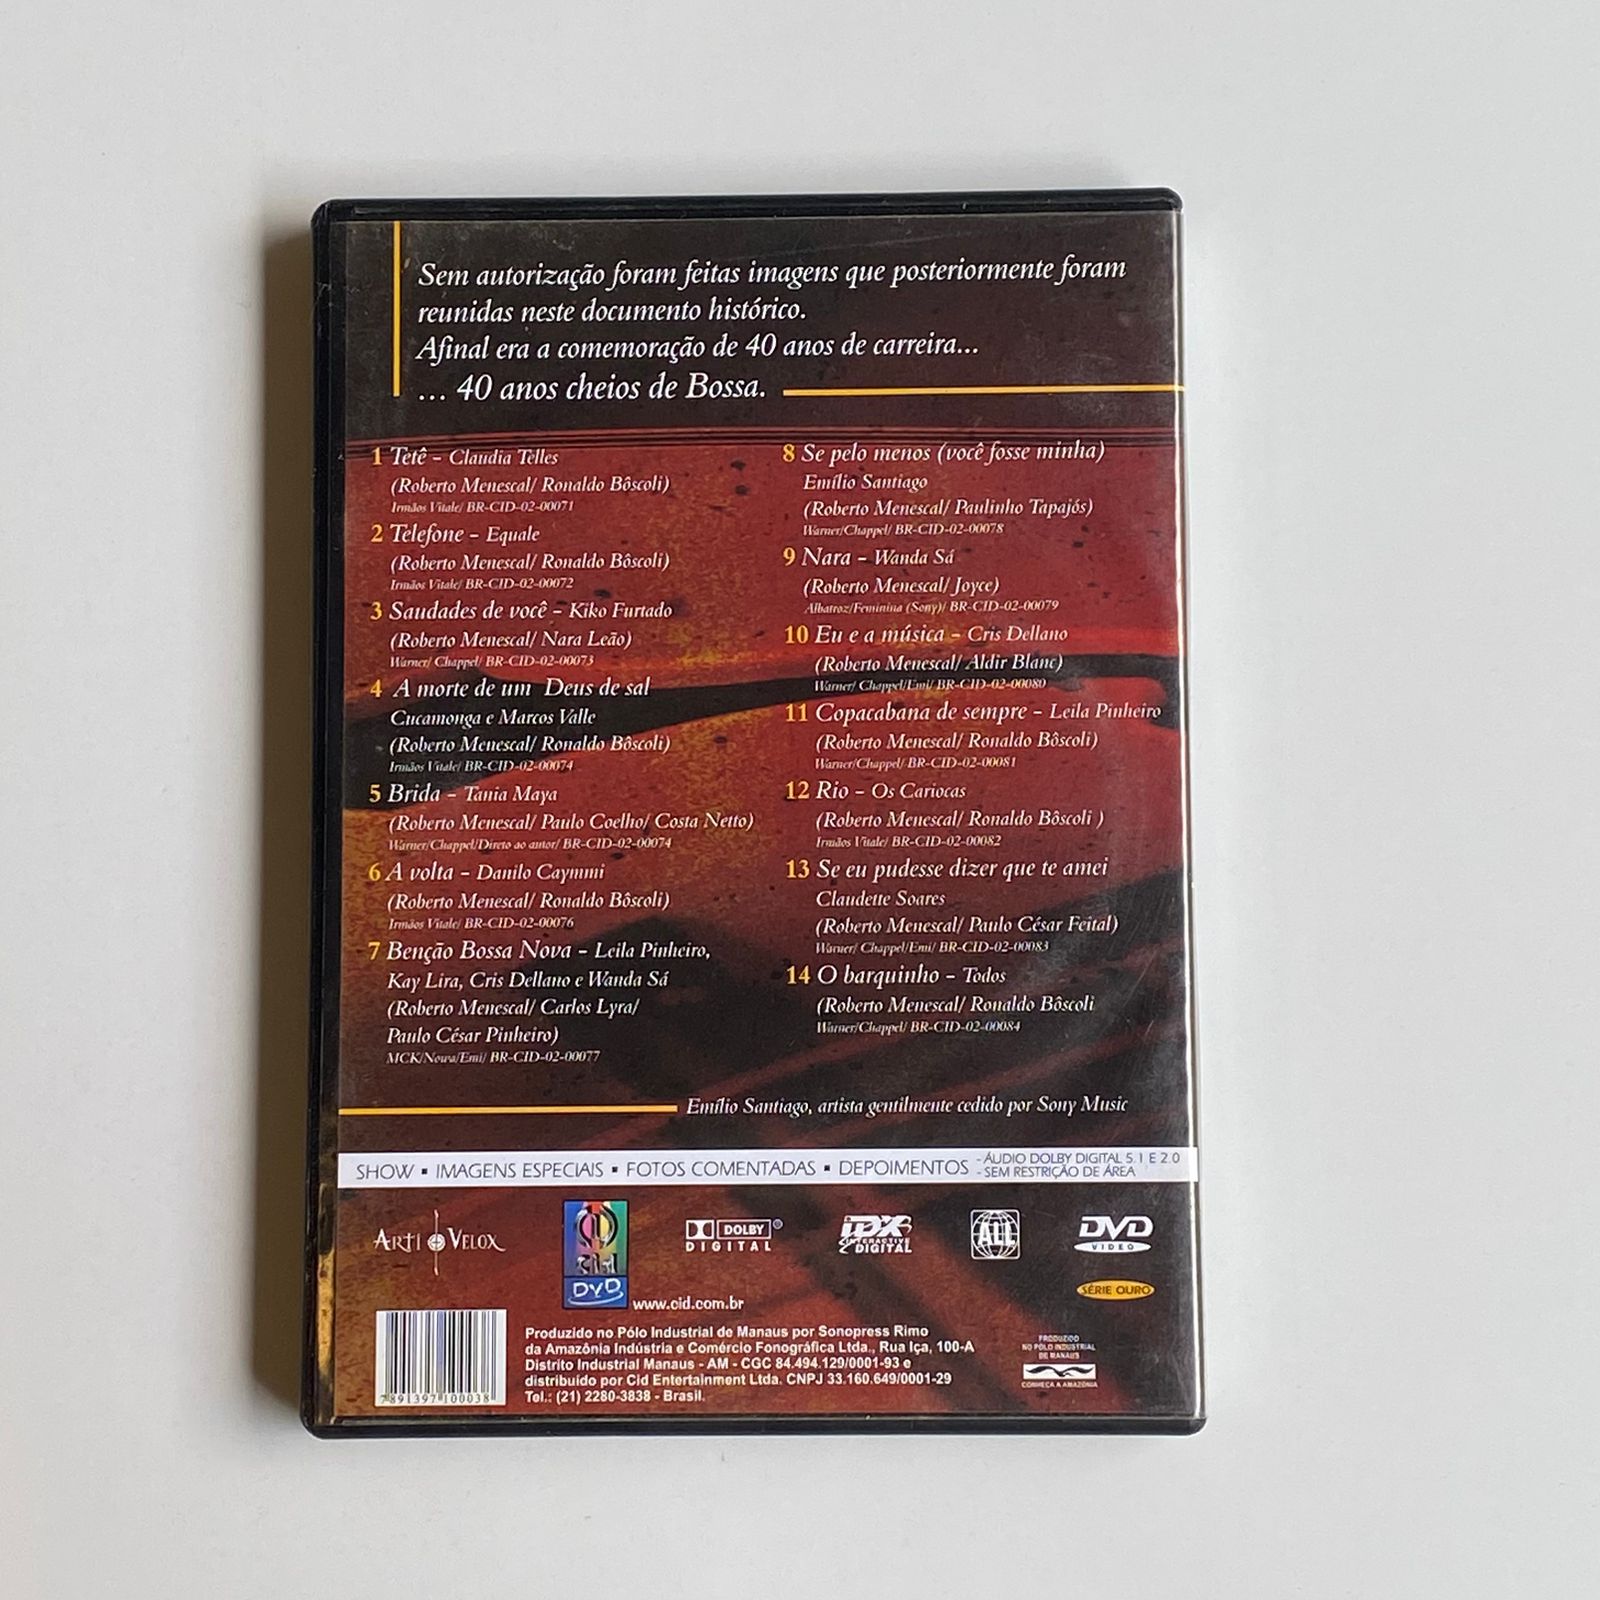 Sem autorização foram feitas imagens que posteriormente foram
reunidas neste documento histórico.
Afinal era a comemoração de 40 anos de carreira...
... 40 anos cheios de Bossa.
1 Tetê - Claudia Telles
(Roberto Menescal/ Ronaldo Bôscoli)
Irmãos Vitale/ BR-CID-02-00071
2 Telefone - Equale
(Roberto Menescal/ Ronaldo Bôscoli)
Irmãos Vitale/ BR-CID-02-00072
3 Saudades de você - Kiko Furtado
(Roberto Menescal/ Nara Leão)
Warner/ Chappel/ BR-CID-02-00073
4 A morte de um Deus de sal
Cucamonga e Marcos Valle
(Roberto Menescal/ Ronaldo Bôscoli)
Irmãos Vitale/ BR-CID-02-00074
5 Brida - Tania Maya
(Roberto Menescal/ Paulo Coelho/ Costa Netto)
Warner/Chappel/Direto ao autor/ BR-CID-02-00074
6 A volta - Danilo Caymmi
(Roberto Menescal/ Ronaldo Bôscoli)
Irmãos Vitale/ BR-CID-02-00076
7 Benção Bossa Nova - Leila Pinheiro,
Kay Lira, Cris Dellano e Wanda Sá
(Roberto Menescal/ Carlos Lyra/
Paulo César Pinheiro)
MCK/Nowa/Emi/ BR-CID-02-00077
8 Se pelo menos (você fosse minha)
Emílio Santiago
(Roberto Menescal/ Paulinho Tapajós)
Warner/Chappel/ BR-CID-02-00078
9 Nara - Wanda Sá
(Roberto Menescal/ Joyce)
Albatroz/Feminina (Sony)/ BR-CID-02-00079
10 Eu e a música - Cris Dellano
(Roberto Menescal/ Aldir Blanc)
Warner/ Chappel/Emi/ BR-CID-02-00080
11 Copacabana de sempre - Leila Pinheiro
(Roberto Menescal/ Ronaldo Bôscoli)
Warner/Chappel/ BR-CID-02-00081
12 Rio - Os Cariocas
(Roberto Menescal/ Ronaldo Bôscoli )
Irmãos Vitale/ BR-CID-02-00082
13 Se eu pudesse dizer que te amei
Claudette Soares
(Roberto Menescal/ Paulo César Feital)
Warner/ Chappel/Emi/ BR-CID-02-00083
14 O barquinho - Todos
(Roberto Menescal/ Ronaldo Bôscoli
Warner/Chappel/ BR-CID-02-00084
Emílio Santiago, artista gentilmente cedido por Sony Music
SHOW ▪ IMAGENS ESPECIAIS ▪ FOTOS COMENTADAS ▪ DEPOIMENTOS
- ÁUDIO DOLBY DIGITAL 5.1 E 2.0
- SEM RESTRIÇÃO DE ÁREA
ARTI VELOX
cid
DVD
www.cid.com.br
DOLBY
DIGITAL
IDX
INTERACTIVE
DIGITAL
ALL
DVD
VIDEO
SÉRIE OURO
7891397100038
Produzido no Pólo Industrial de Manaus por Sonopress Rimo
da Amazônia Indústria e Comércio Fonográfica Ltda., Rua Iça, 100-A
Distrito Industrial Manaus - AM - CGC 84.494.129/0001-93 e
distribuído por Cid Entertainment Ltda. CNPJ 33.160.649/0001-29
Tel.: (21) 2280-3838 - Brasil.
PRODUZIDO
NO PÓLO INDUSTRIAL
DE MANAUS
CONHEÇA A AMAZÔNIA